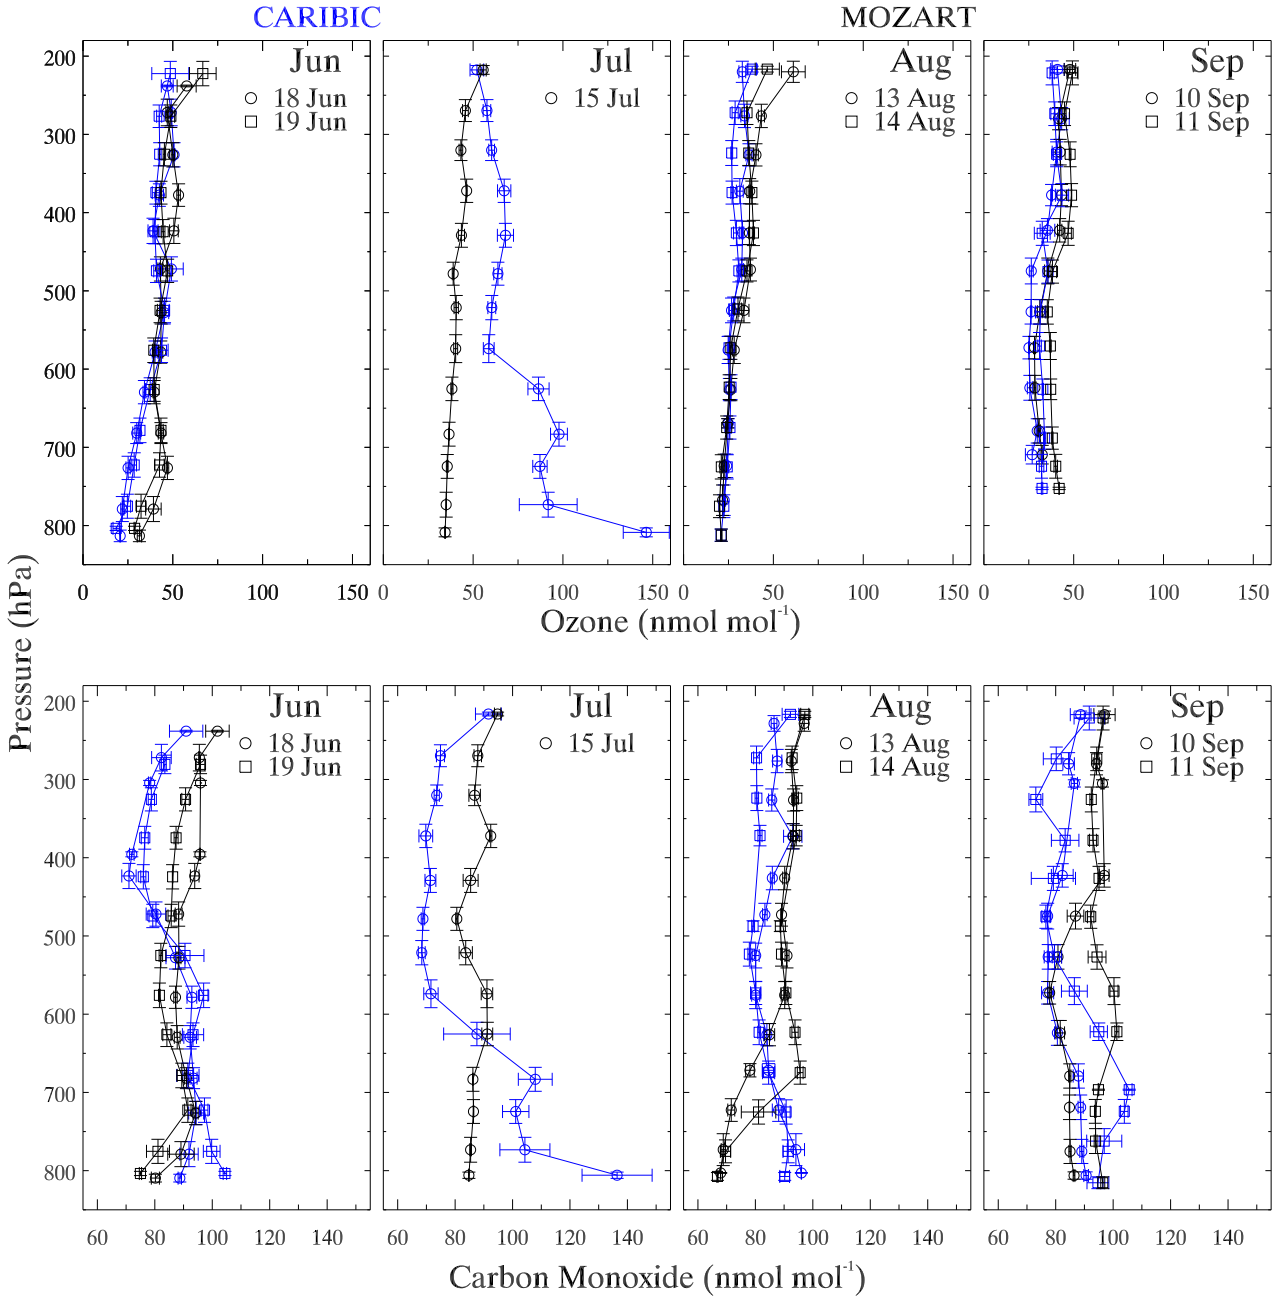 CARIBIC MOZART
Jun Jul Aug Sep
18 Jun 15 Jul 13 Aug 10 Sep
19 Jun 14 Aug 11 Sep
200
300
400
500
600
700
800
0 50 100 150 0 50 100 150 0 50 100 150 0 50 100 150
Ozone (nmol mol-1)
Pressure (hPa)
Jun Jul Aug Sep
18 Jun 15 Jul 13 Aug 10 Sep
19 Jun 14 Aug 11 Sep
200
300
400
500
600
700
800
60 80 100 120 140 60 80 100 120 140 60 80 100 120 140 60 80 100 120 140
Carbon Monoxide (nmol mol-1)